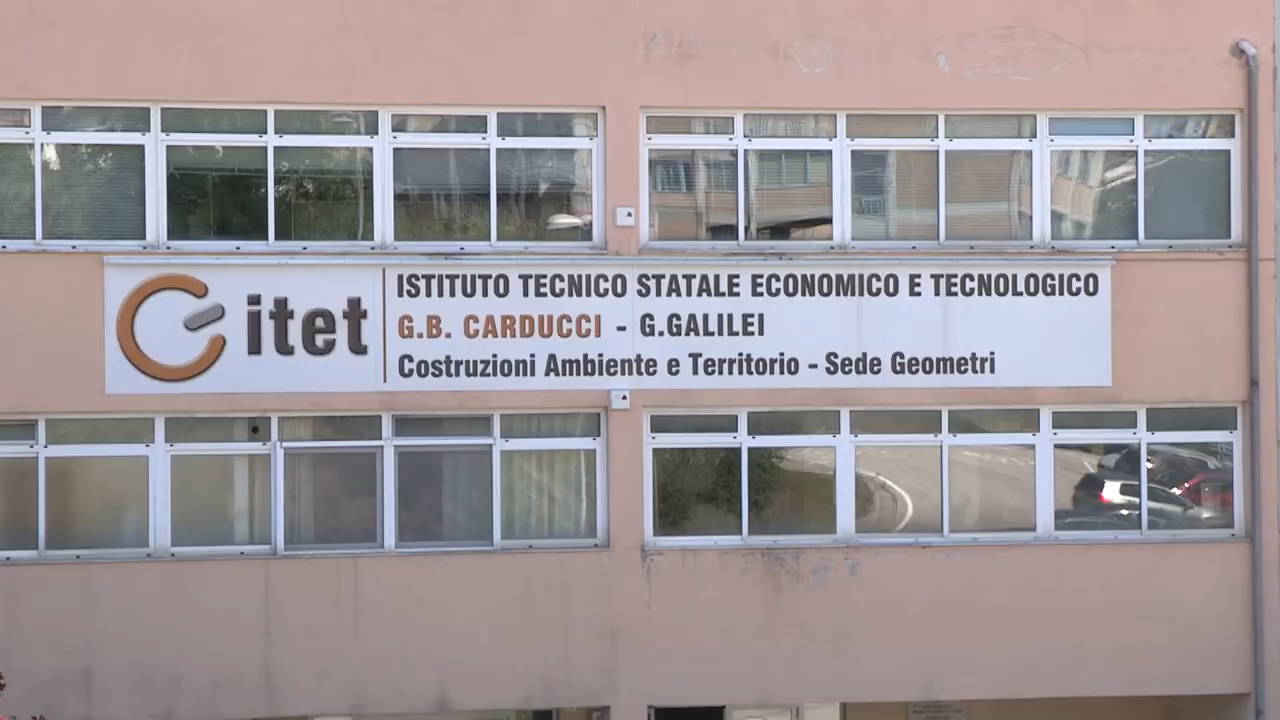 itet
ISTITUTO TECNICO STATALE ECONOMICO E TECNOLOGICO
G.B. CARDUCCI - G.GALILEI
Costruzioni Ambiente e Territorio - Sede Geometri